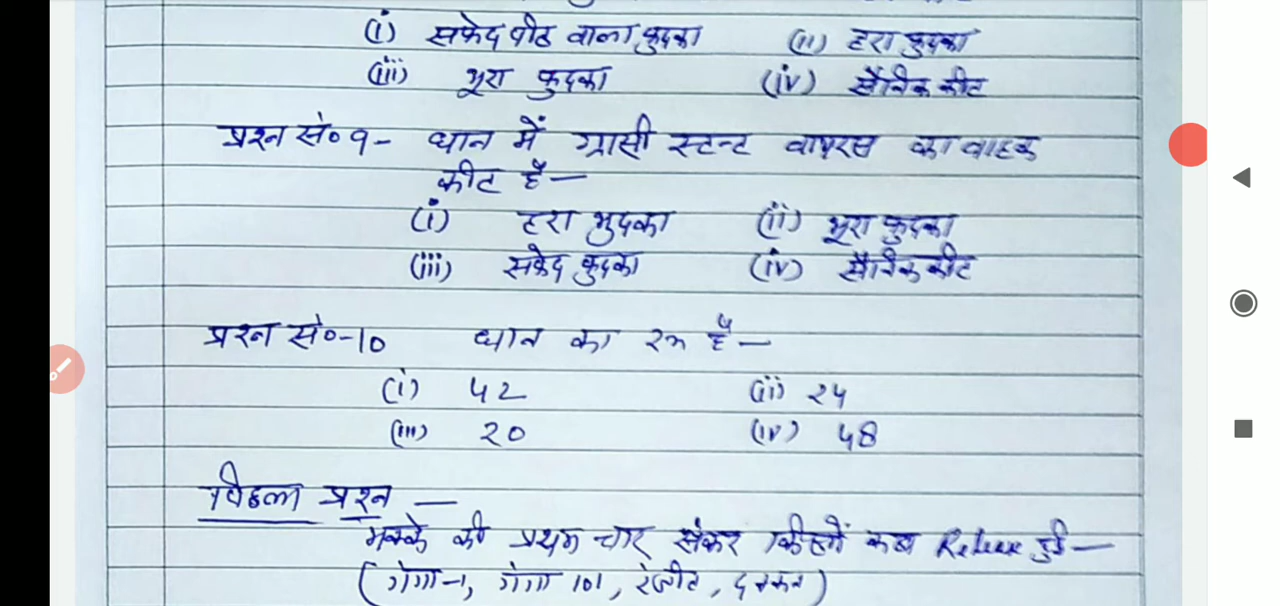 (i) सफेद पीठ वाला फुदका (ii) हरा फुदका
(iii) भूरा फुदका (iv) सैनिक कीट
प्रश्न सं० 9- धान में ग्रासी स्टन्ट वायरस का वाहक
कीट है —
(i) हरा फुदका (ii) भूरा फुदका
(iii) सफेद फुदका (iv) सैनिक कीट
प्रश्न सं०-10 धान का 2n है —
(i) 42 (ii) 24
(iii) 20 (iv) 48
पिछला प्रश्न —
मक्के की प्रथम चार संकर किस्में कब Release हुई —
(गंगा-1, गंगा 101, रंजीत, दक्कन)